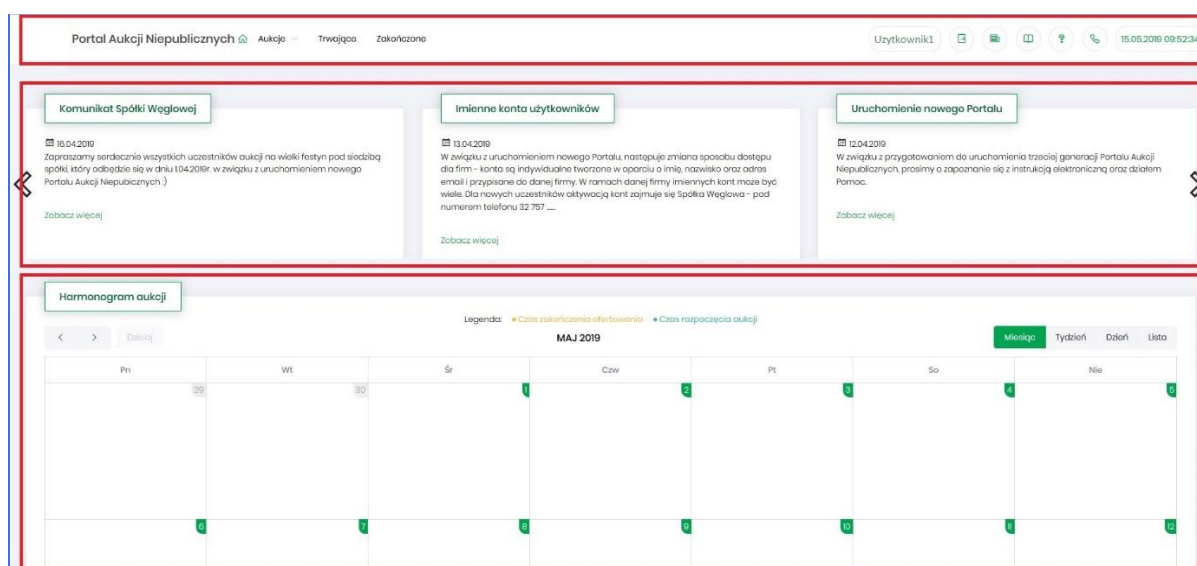 Portal Aukcji Niepublicznych Aukcje Trwające Zakończone Uzytkownik1 15.05.2019 09:52:34
Komunikat Spółki Węglowej
16.04.2019
Zapraszamy serdecznie wszystkich uczestników aukcji na wielki festyn pod siedzibą
spółki, który odbędzie się w dniu 1.04.2019r. w związku z uruchomieniem nowego
Portalu Aukcji Niepubicznych :)
Zobacz więcej
Imienne konta użytkowników
13.04.2019
W związku z uruchomieniem nowego Portalu, następuje zmiana sposobu dostępu
dla firm - konta są indywidualne tworzone w oparciu o imię, nazwisko oraz adres
email i przypisane do danej firmy. W ramach danej firmy imiennych kont może być
wiele. Dla nowych uczestników aktywacją kont zajmuje się Spółka Węglowa - pod
numerem telefonu 32 757 ......
Zobacz więcej
Uruchomienie nowego Portalu
12.04.2019
W związku z przygotowaniem do uruchomienia trzeciej generacji Portalu Aukcji
Niepublicznych, prosimy o zapoznanie się z instrukcją elektroniczną oraz działem
Pomoc.
Zobacz więcej
Harmonogram aukcji
Legenda: Czas zakończenia ofertowania Czas rozpoczęcia aukcji
Dzisiaj MAJ 2019 Miesiąc Tydzień Dzień Lista
Pn Wt Śr Czw Pt So Nie
29 30 1 2 3 4 5
6 7 8 9 10 11 12